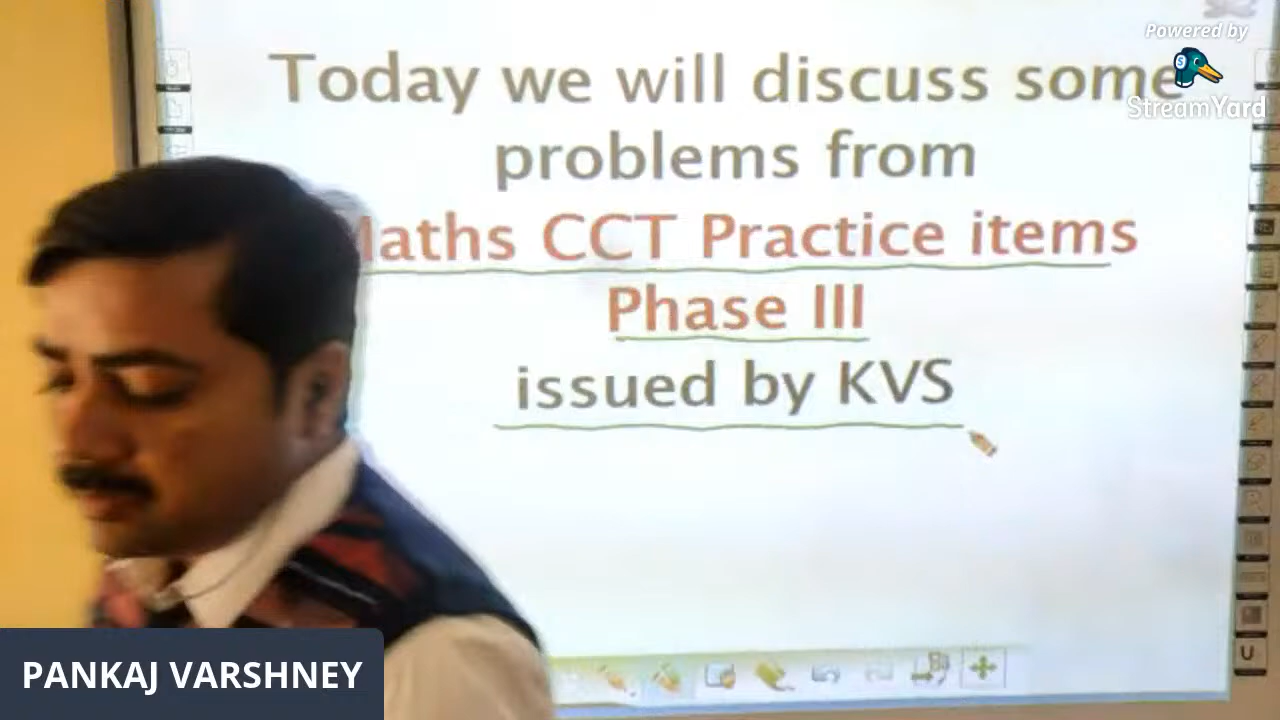 Powered by
StreamYard
Today we will discuss some
problems from
Maths CCT Practice items
Phase III
issued by KVS
PANKAJ VARSHNEY